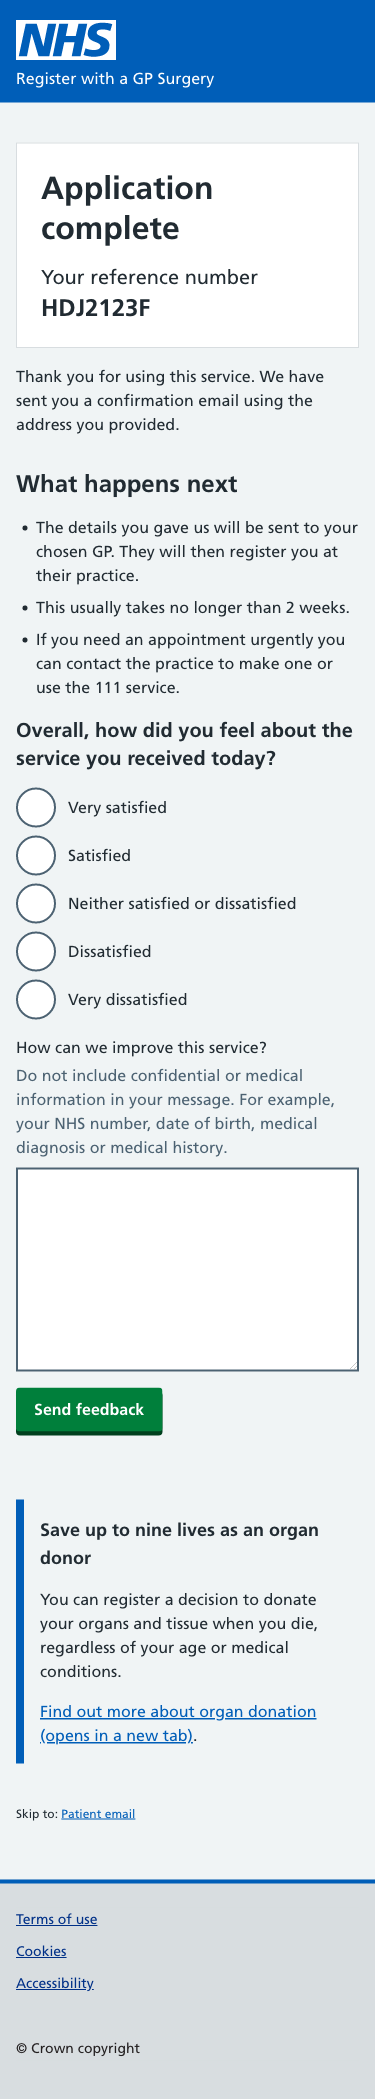 NHS
Register with a GP Surgery
Application
complete
Your reference number
HDJ2123F
Thank you for using this service. We have
sent you a confirmation email using the
address you provided.
What happens next
• The details you gave us will be sent to your
chosen GP. They will then register you at
their practice.
• This usually takes no longer than 2 weeks.
• If you need an appointment urgently you
can contact the practice to make one or
use the 111 service.
Overall, how did you feel about the
service you received today?
Very satisfied
Satisfied
Neither satisfied or dissatisfied
Dissatisfied
Very dissatisfied
How can we improve this service?
Do not include confidential or medical
information in your message. For example,
your NHS number, date of birth, medical
diagnosis or medical history.
Send feedback
Save up to nine lives as an organ
donor
You can register a decision to donate
your organs and tissue when you die,
regardless of your age or medical
conditions.
Find out more about organ donation
(opens in a new tab).
Skip to: Patient email
Terms of use
Cookies
Accessibility
© Crown copyright